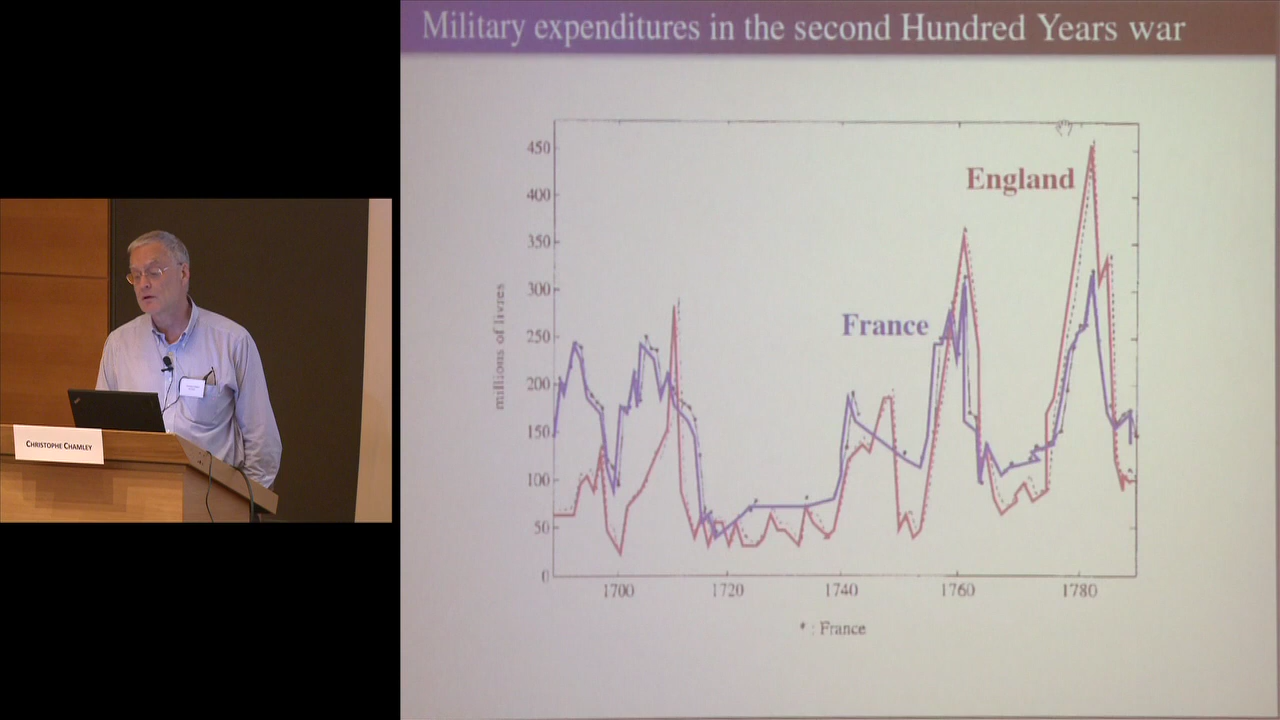 Military expenditures in the second Hundred Years war
450
400
350
300
250
200
150
100
50
0
millions of livres
England
France
1700
1720
1740
1760
1780
* : France
CHRISTOPHE CHAMLEY